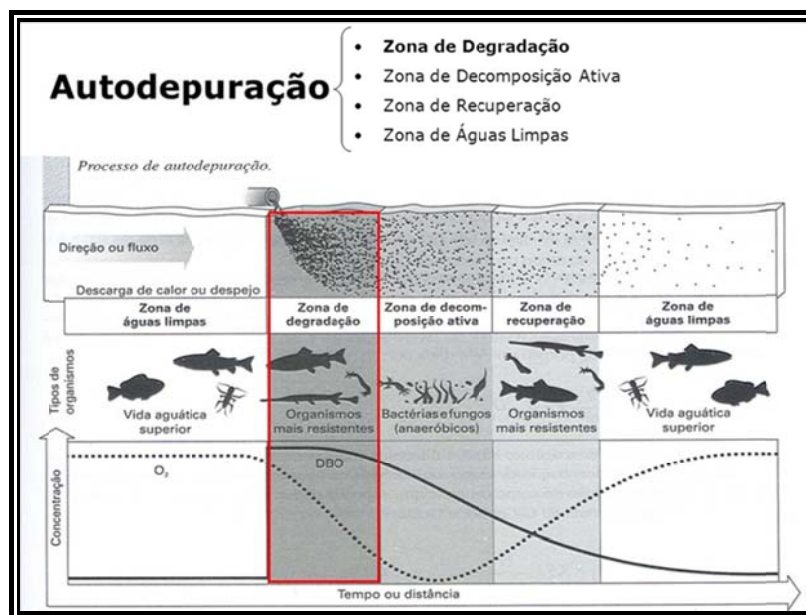 Autodepuração
• Zona de Degradação
• Zona de Decomposição Ativa
• Zona de Recuperação
• Zona de Águas Limpas
Processo de autodepuração.
Direção ou fluxo
Descarga de calor ou despejo
Zona de
águas limpas
Zona de
degradação
Zona de decom-
posição ativa
Zona de
recuperação
Zona de
águas limpas
Tipos de
organismos
Vida aguática
superior
Organismos
mais resistentes
Bactérias e fungos
(anaeróbicos)
Organismos
mais resistentes
Vida aguática
superior
Concentração
O₂
DBO
Tempo ou distância